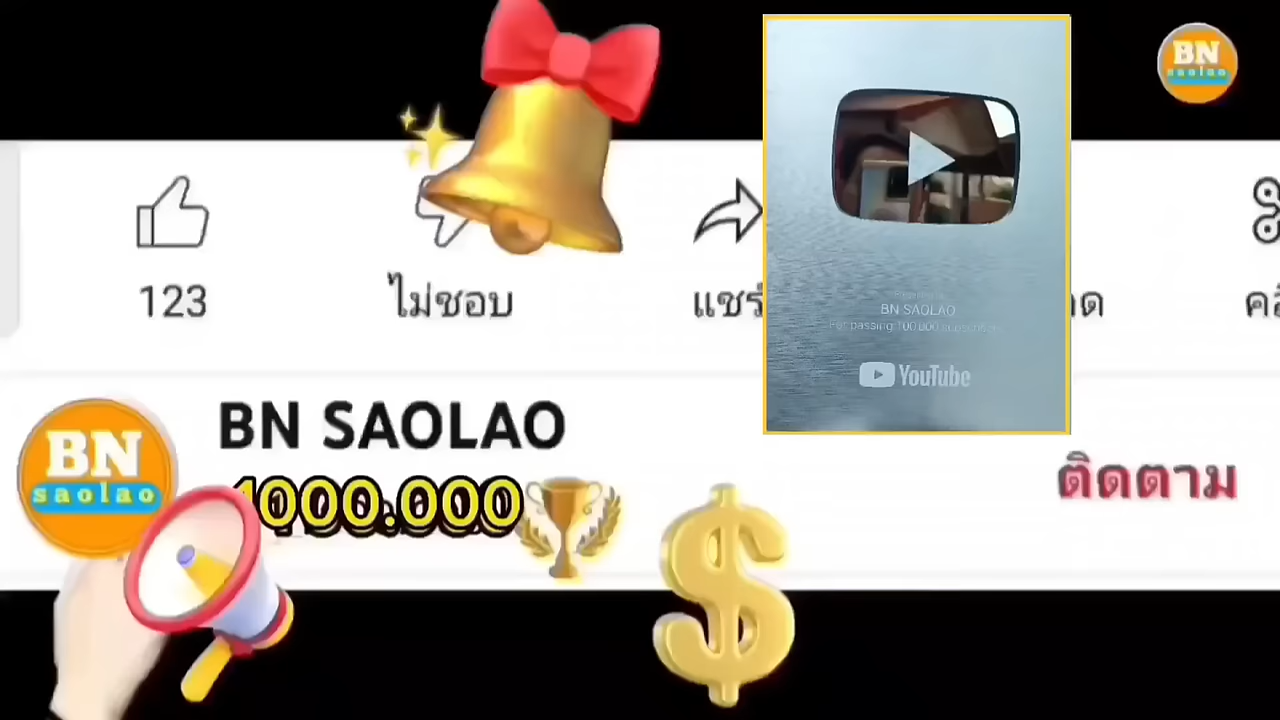 BN
saolao
123
ไม่ชอบ
แชร์
BN SAOLAO
For passing 100,000 subscribers
YouTube
BN SAOLAO
BN
saolao
000.000
ติดตาม